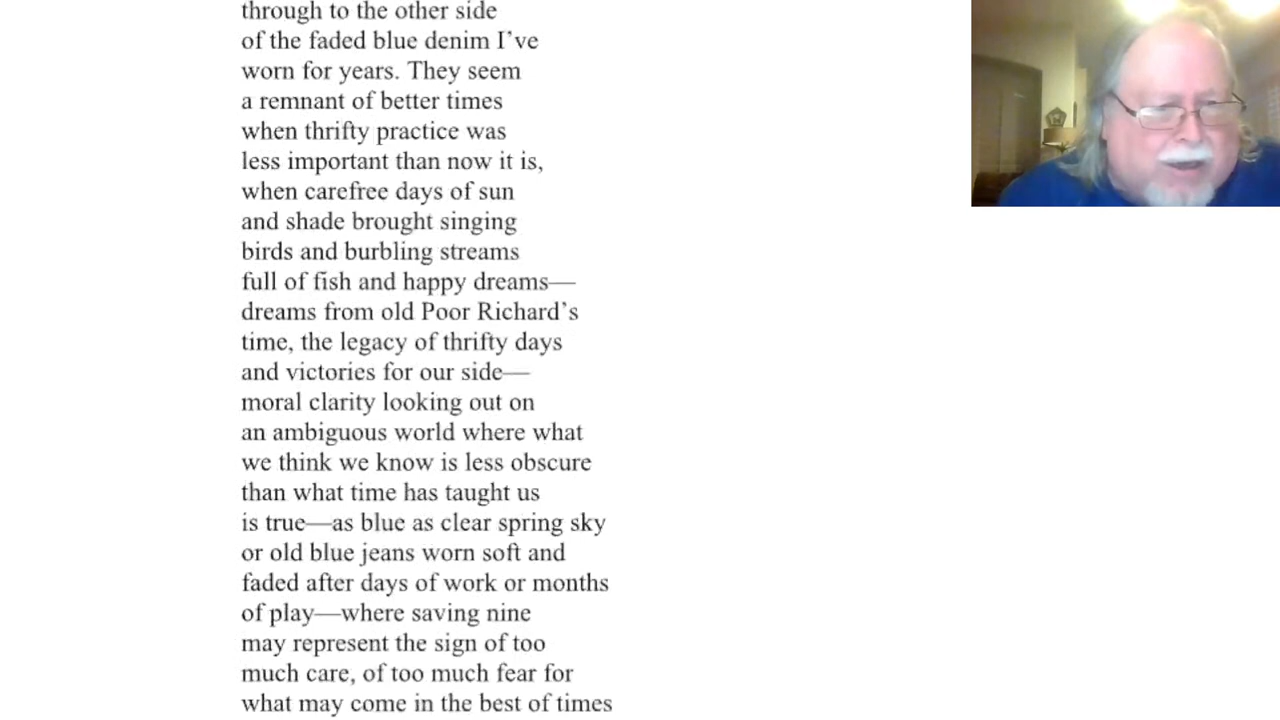 through to the other side
of the faded blue denim I’ve
worn for years. They seem
a remnant of better times
when thrifty practice was
less important than now it is,
when carefree days of sun
and shade brought singing
birds and burbling streams
full of fish and happy dreams—
dreams from old Poor Richard’s
time, the legacy of thrifty days
and victories for our side—
moral clarity looking out on
an ambiguous world where what
we think we know is less obscure
than what time has taught us
is true—as blue as clear spring sky
or old blue jeans worn soft and
faded after days of work or months
of play—where saving nine
may represent the sign of too
much care, of too much fear for
what may come in the best of times